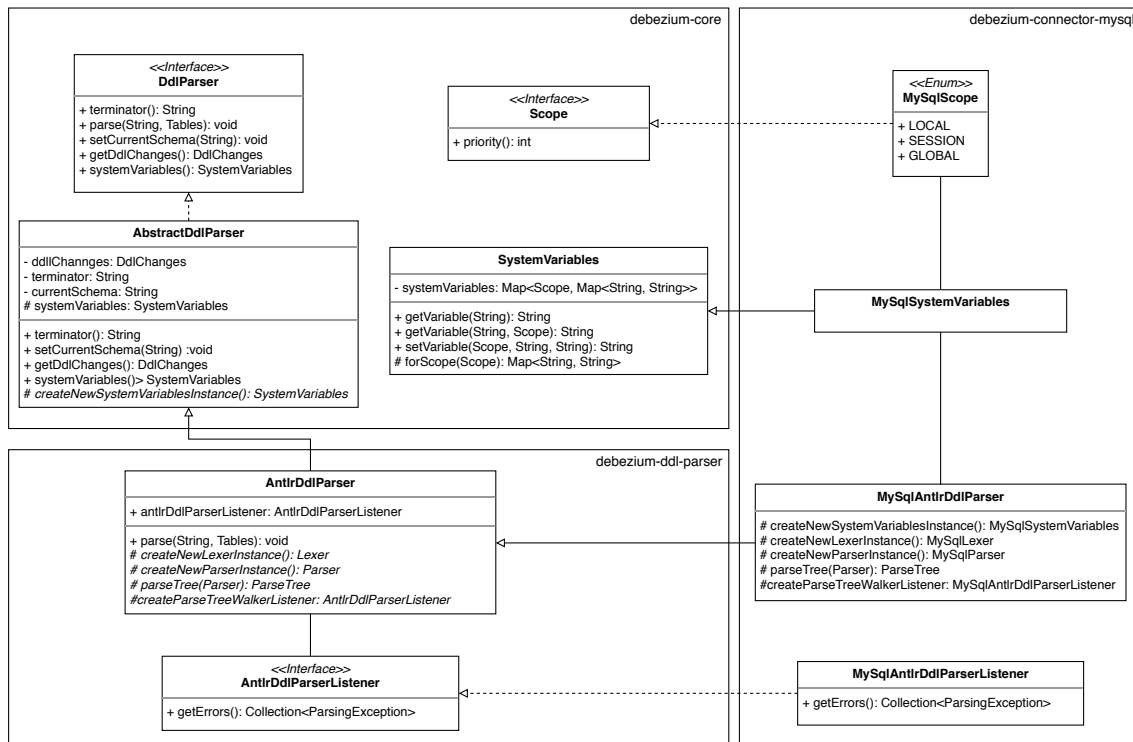 debezium-core
<<Interface>>
DdlParser
+ terminator(): String
+ parse(String, Tables): void
+ setCurrentSchema(String): void
+ getDdlChanges(): DdlChanges
+ systemVariables(): SystemVariables
<<Interface>>
Scope
+ priority(): int
AbstractDdlParser
- ddlChannges: DdlChanges
- terminator: String
- currentSchema: String
# systemVariables: SystemVariables
+ terminator(): String
+ setCurrentSchema(String) :void
+ getDdlChanges(): DdlChanges
+ systemVariables()> SystemVariables
# createNewSystemVariablesInstance(): SystemVariables
SystemVariables
- systemVariables: Map<Scope, Map<String, String>>
+ getVariable(String): String
+ getVariable(String, Scope): String
+ setVariable(Scope, String, String): String
# forScope(Scope): Map<String, String>
debezium-connector-mysql
<<Enum>>
MySqlScope
+ LOCAL
+ SESSION
+ GLOBAL
MySqlSystemVariables
debezium-ddl-parser
AntlrDdlParser
+ antlrDdlParserListener: AntlrDdlParserListener
+ parse(String, Tables): void
# createNewLexerInstance(): Lexer
# createNewParserInstance(): Parser
# parseTree(Parser): ParseTree
#createParseTreeWalkerListener: AntlrDdlParserListener
<<Interface>>
AntlrDdlParserListener
+ getErrors(): Collection<ParsingException>
MySqlAntlrDdlParser
# createNewSystemVariablesInstance(): MySqlSystemVariables
# createNewLexerInstance(): MySqlLexer
# createNewParserInstance(): MySqlParser
# parseTree(Parser): ParseTree
#createParseTreeWalkerListener: MySqlAntlrDdlParserListener
MySqlAntlrDdlParserListener
+ getErrors(): Collection<ParsingException>